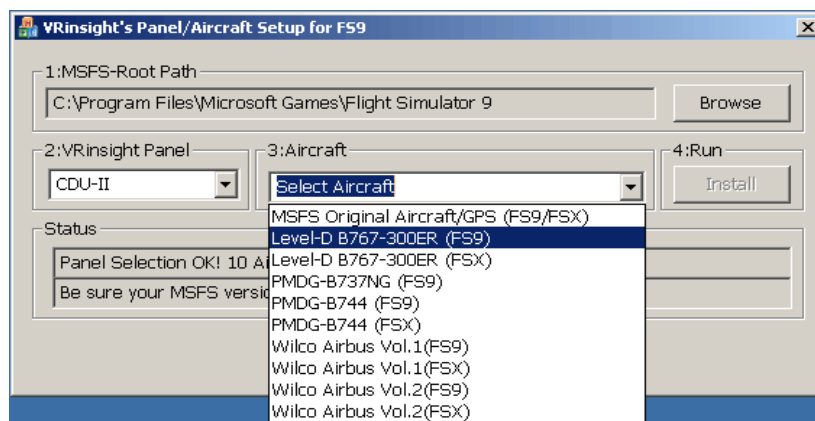 VRinsight's Panel/Aircraft Setup for FS9
1:MSFS-Root Path
C:\Program Files\Microsoft Games\Flight Simulator 9
Browse
2:VRinsight Panel
CDU-II
3:Aircraft
Select Aircraft
4:Run
Install
MSFS Original Aircraft/GPS (FS9/FSX)
Level-D B767-300ER (FS9)
Level-D B767-300ER (FSX)
PMDG-B737NG (FS9)
PMDG-B744 (FS9)
PMDG-B744 (FSX)
Wilco Airbus Vol.1(FS9)
Wilco Airbus Vol.1(FSX)
Wilco Airbus Vol.2(FS9)
Wilco Airbus Vol.2(FSX)
Status
Panel Selection OK! 10 Ai
Be sure your MSFS versi